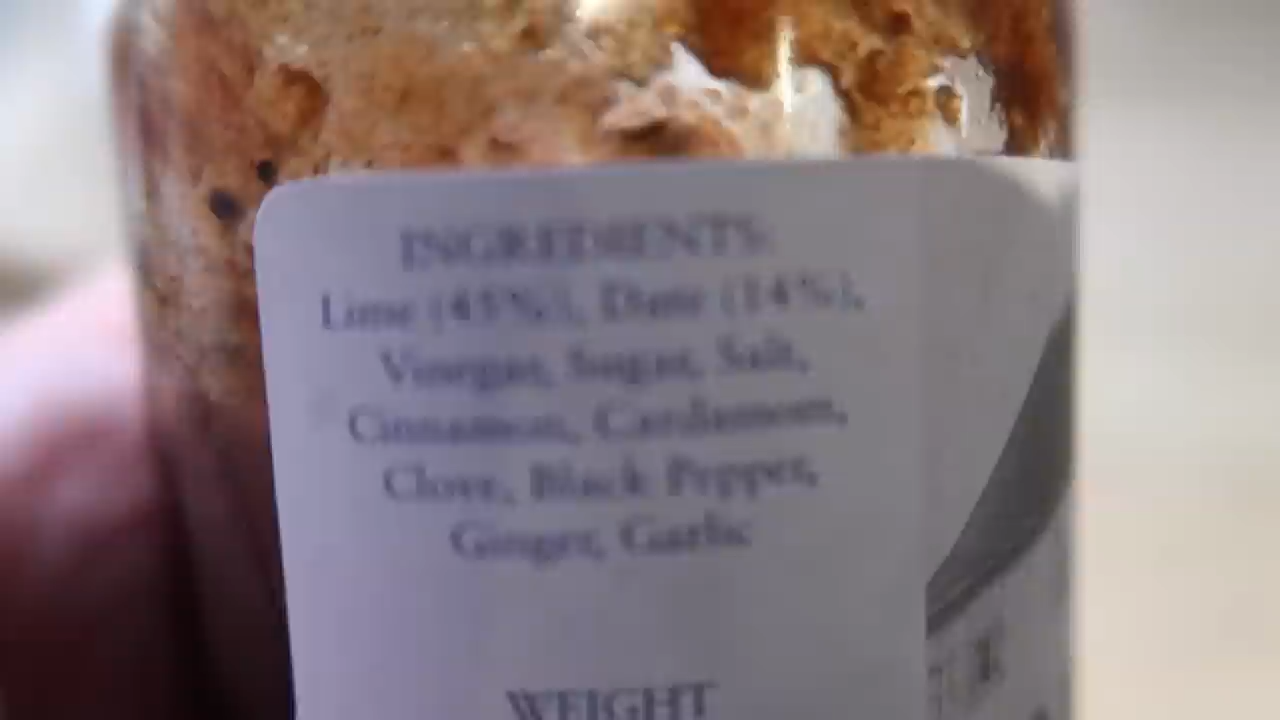 INGREDIENTS:
Lime (45%), Date (14%),
Vinegar, Sugar, Salt,
Cinnamon, Cardamom,
Clove, Black Pepper,
Ginger, Garlic
WEIGHT